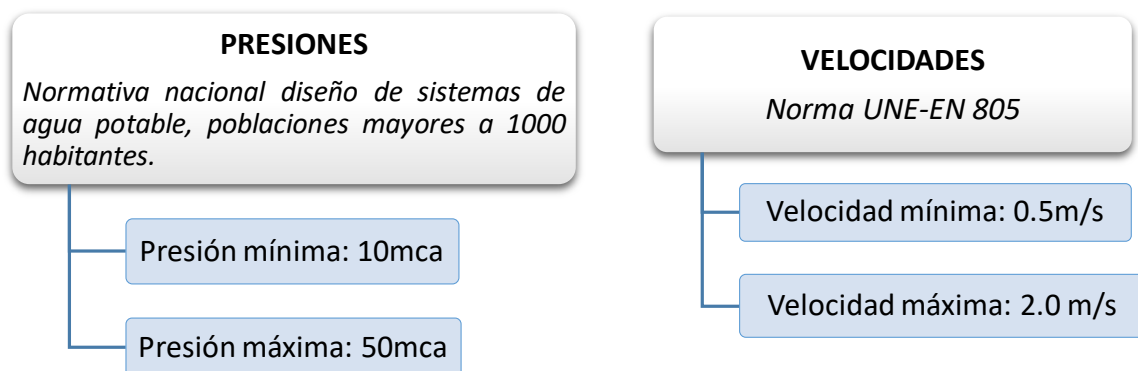 PRESIONES
Normativa nacional diseño de sistemas de
agua potable, poblaciones mayores a 1000
habitantes.
Presión mínima: 10mca
Presión máxima: 50mca
VELOCIDADES
Norma UNE-EN 805
Velocidad mínima: 0.5m/s
Velocidad máxima: 2.0 m/s